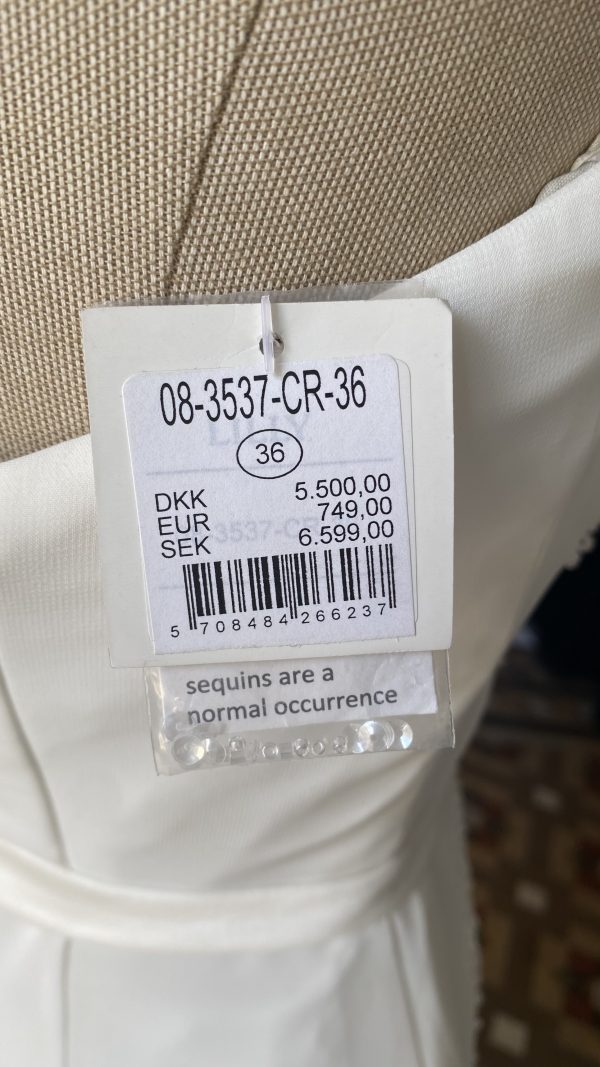 08-3537-CR-36
36
DKK 5.500,00
EUR 749,00
SEK 6.599,00
5 708484 266237
sequins are a
normal occurrence